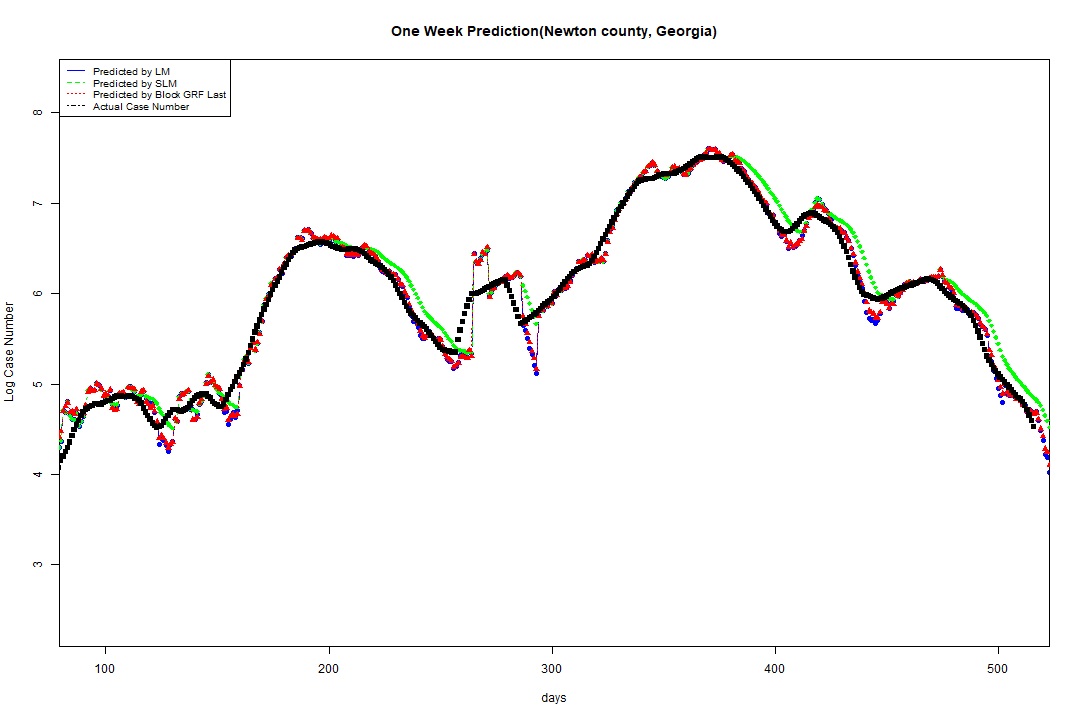 One Week Prediction(Newton county, Georgia)
Predicted by LM
Predicted by SLM
Predicted by Block GRF Last
Actual Case Number
8
7
6
5
4
3
Log Case Number
100 200 300 400 500
days